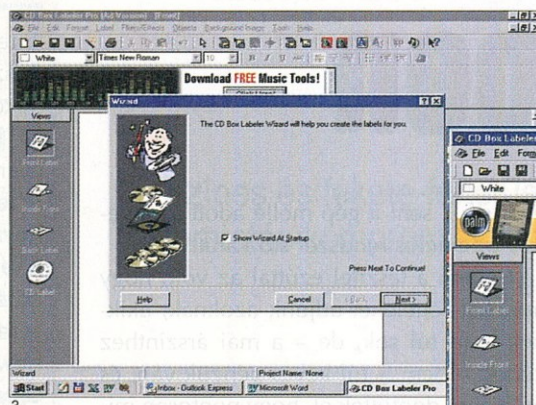 CD Box Labeler Pro (Ad Version) - [Front]
File Edit Format Label Filters/Effects Objects Background Image Tools Help
White Times New Roman 10
Download FREE Music Tools!
Views
Front Label
Inside Front
Back Label
CD Label
Wizard
The CD Box Labeler Wizard will help you create the labels for you.
Show Wizard At Startup
Press Next To Continue!
Help Cancel < Back Next >
Wizard Project Name: None
Start Inbox - Outlook Express Microsoft Word CD Box Labeler Pro
CD Box Labeler
File Edit
White
palm
Views
Front Label
Inside Front